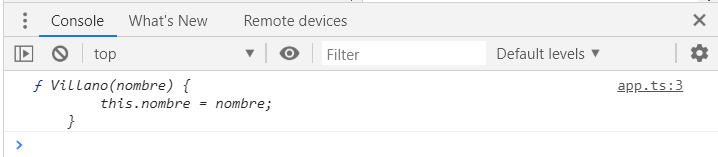 Console What's New Remote devices
top Filter Default levels
ƒ Villano(nombre) { app.ts:3
this.nombre = nombre;
}